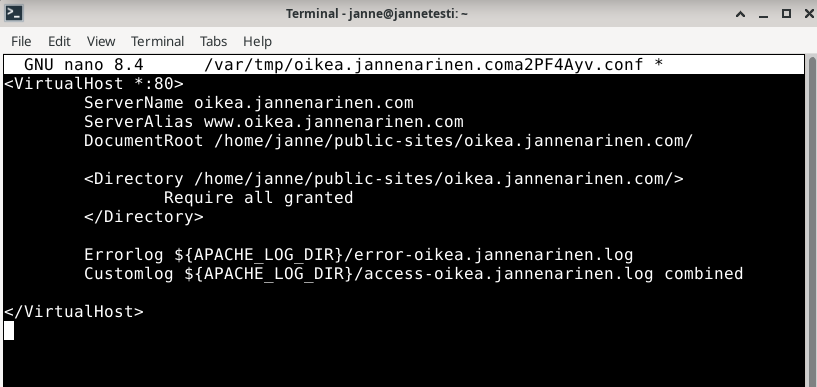 Terminal - janne@jannetesti: ~
File Edit View Terminal Tabs Help
GNU nano 8.4 /var/tmp/oikea.jannenarinen.coma2PF4Ayv.conf *
<VirtualHost *:80>
ServerName oikea.jannenarinen.com
ServerAlias www.oikea.jannenarinen.com
DocumentRoot /home/janne/public-sites/oikea.jannenarinen.com/
<Directory /home/janne/public-sites/oikea.jannenarinen.com/>
Require all granted
</Directory>
Errorlog ${APACHE_LOG_DIR}/error-oikea.jannenarinen.log
Customlog ${APACHE_LOG_DIR}/access-oikea.jannenarinen.log combined
</VirtualHost>